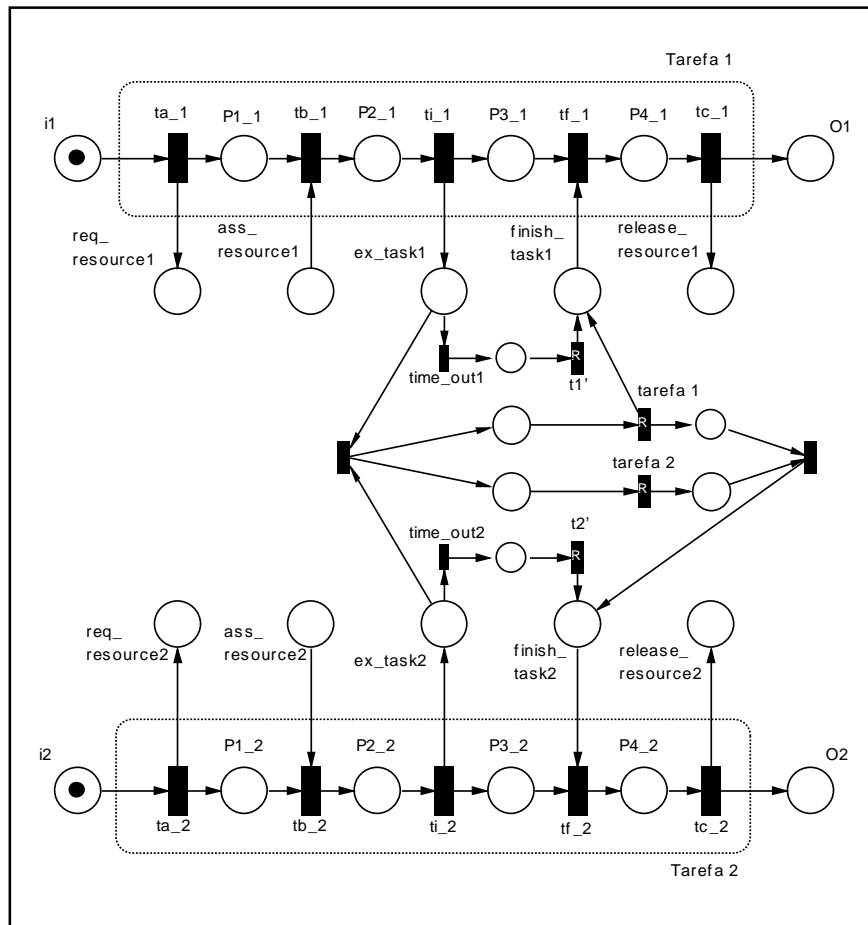 Tarefa 1
ta_1
P1_1
tb_1
P2_1
ti_1
P3_1
tf_1
P4_1
tc_1
i1
O1
req_
resource1
ass_
resource1
ex_task1
finish_
task1
release_
resource1
time_out1
R
t1'
tarefa 1
R
tarefa 2
R
time_out2
t2'
R
req_
resource2
ass_
resource2
ex_task2
finish_
task2
release_
resource2
i2
P1_2
P2_2
P3_2
P4_2
O2
ta_2
tb_2
ti_2
tf_2
tc_2
Tarefa 2